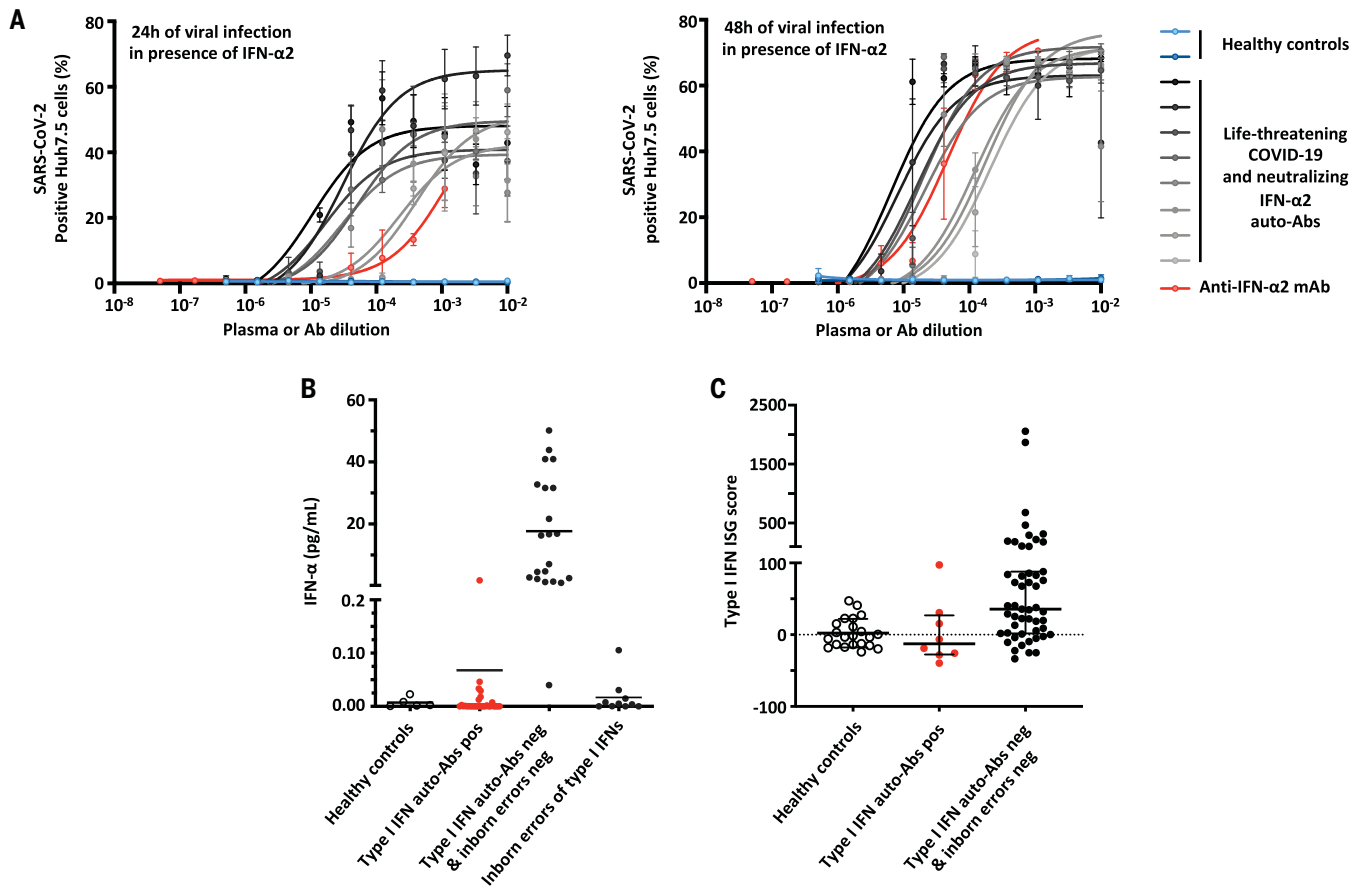 A
24h of viral infection
in presence of IFN-α2
SARS-CoV-2
Positive Huh7.5 cells (%)
80
60
40
20
0
10-8
10-7
10-6
10-5
10-4
10-3
10-2
Plasma or Ab dilution
48h of viral infection
in presence of IFN-α2
SARS-CoV-2
positive Huh7.5 cells (%)
80
60
40
20
0
10-8
10-7
10-6
10-5
10-4
10-3
10-2
Plasma or Ab dilution
Healthy controls
Life-threatening
COVID-19
and neutralizing
IFN-α2
auto-Abs
Anti-IFN-α2 mAb
B
IFN-α (pg/mL)
60
40
20
0.2
0.10
0.00
Healthy controls
Type I IFN auto-Abs pos
Type I IFN auto-Abs neg
& inborn errors neg
Inborn errors of type I IFNs
C
Type I IFN ISG score
2500
1500
500
100
0
-100
Healthy controls
Type I IFN auto-Abs pos
Type I IFN auto-Abs neg
& inborn errors neg